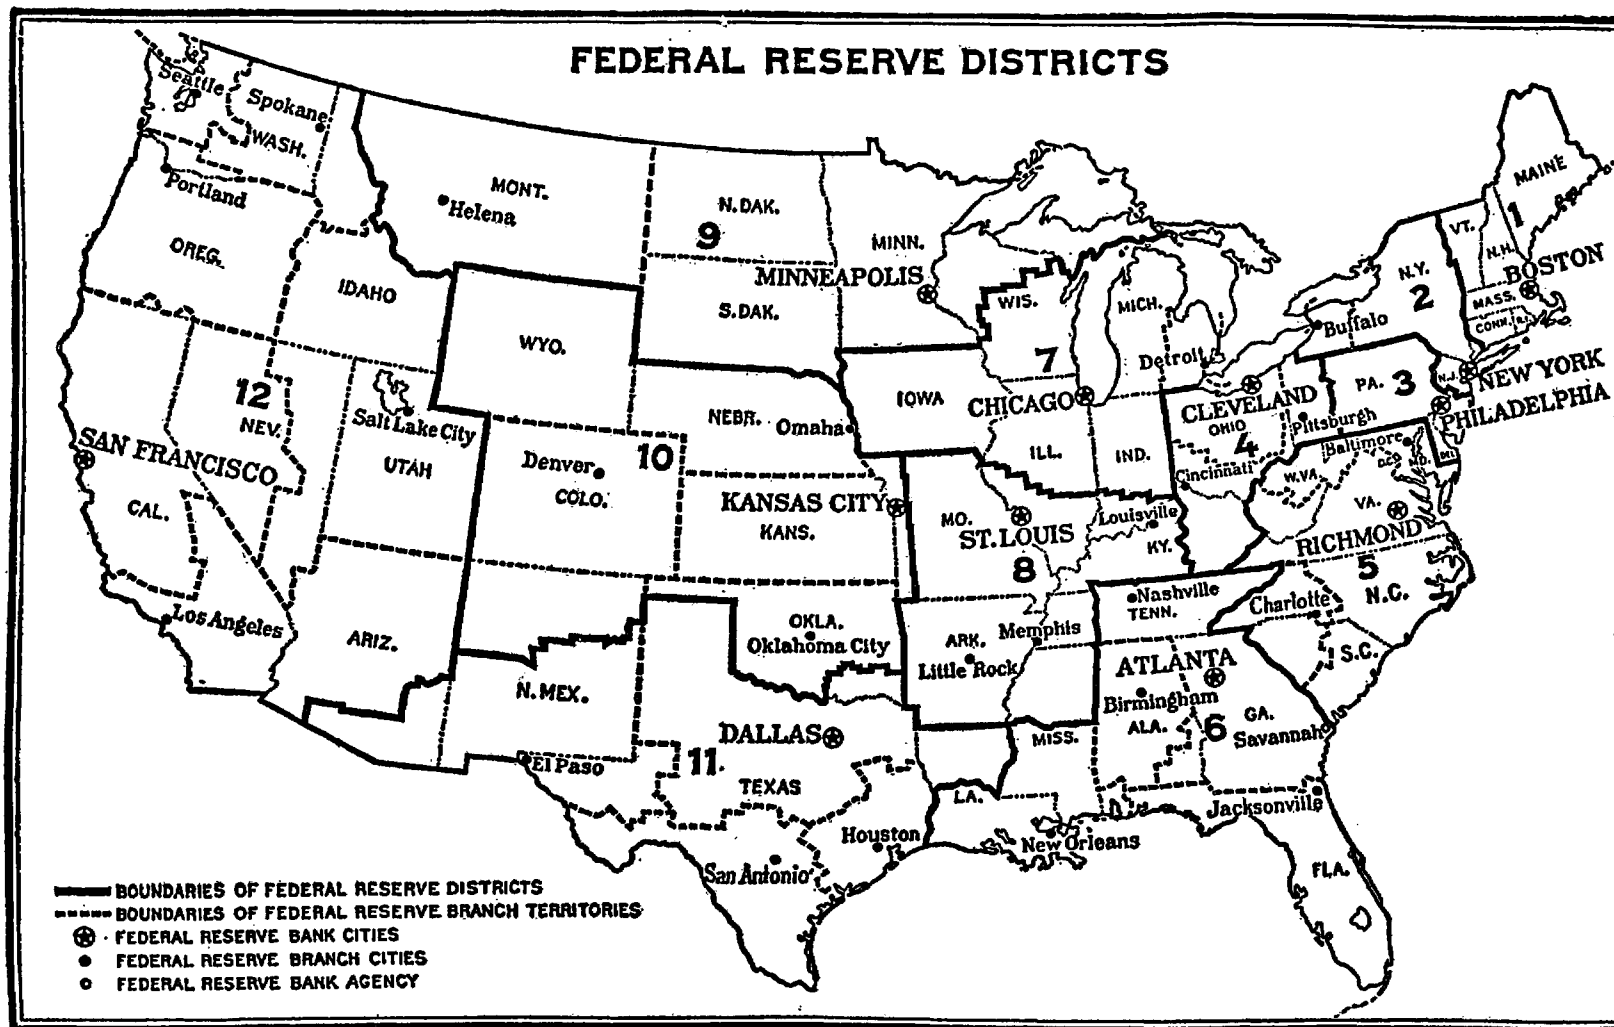 FEDERAL RESERVE DISTRICTS
Seattle
Spokane
WASH.
Portland
OREG.
IDAHO
MONT.
Helena
N.DAK.
9
S.DAK.
MINN.
MINNEAPOLIS
WIS.
MICH.
7
Detroit
CHICAGO
IOWA
ILL.
IND.
WYO.
12
NEV.
Salt Lake City
UTAH
SAN FRANCISCO
CAL.
Los Angeles
ARIZ.
NEBR.
Omaha
10
Denver
COLO.
KANSAS CITY
KANS.
MO.
ST. LOUIS
8
Louisville
KY.
CLEVELAND
OHIO
4
Cincinnati
Pittsburgh
PA.
3
N.J.
NEW YORK
PHILADELPHIA
N.Y.
2
Buffalo
VT.
N.H.
1
MAINE
BOSTON
MASS.
CONN.
R.I.
Baltimore
D.C.
MD.
DEL.
W.VA.
VA.
RICHMOND
5
N.C.
Charlotte
S.C.
Nashville
TENN.
Memphis
ARK.
Little Rock
OKLA.
Oklahoma City
N.MEX.
El Paso
DALLAS
11
TEXAS
San Antonio
Houston
LA.
New Orleans
MISS.
ATLANTA
Birmingham
ALA.
6
GA.
Savannah
Jacksonville
FLA.
BOUNDARIES OF FEDERAL RESERVE DISTRICTS
BOUNDARIES OF FEDERAL RESERVE BRANCH TERRITORIES
FEDERAL RESERVE BANK CITIES
FEDERAL RESERVE BRANCH CITIES
FEDERAL RESERVE BANK AGENCY